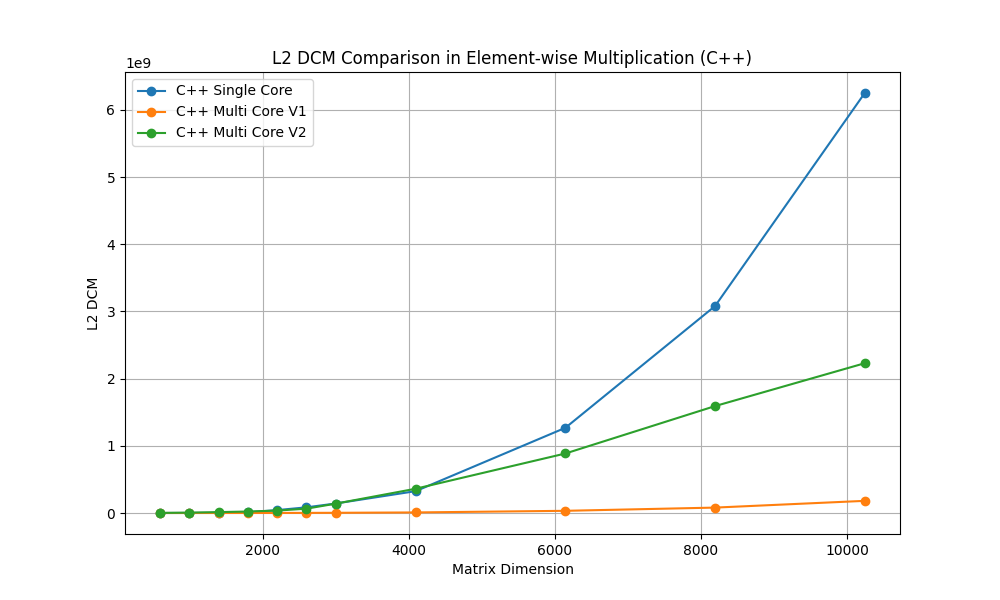 L2 DCM Comparison in Element-wise Multiplication (C++)
1e9
C++ Single Core
C++ Multi Core V1
C++ Multi Core V2
6
5
4
3
2
1
0
L2 DCM
2000 4000 6000 8000 10000
Matrix Dimension